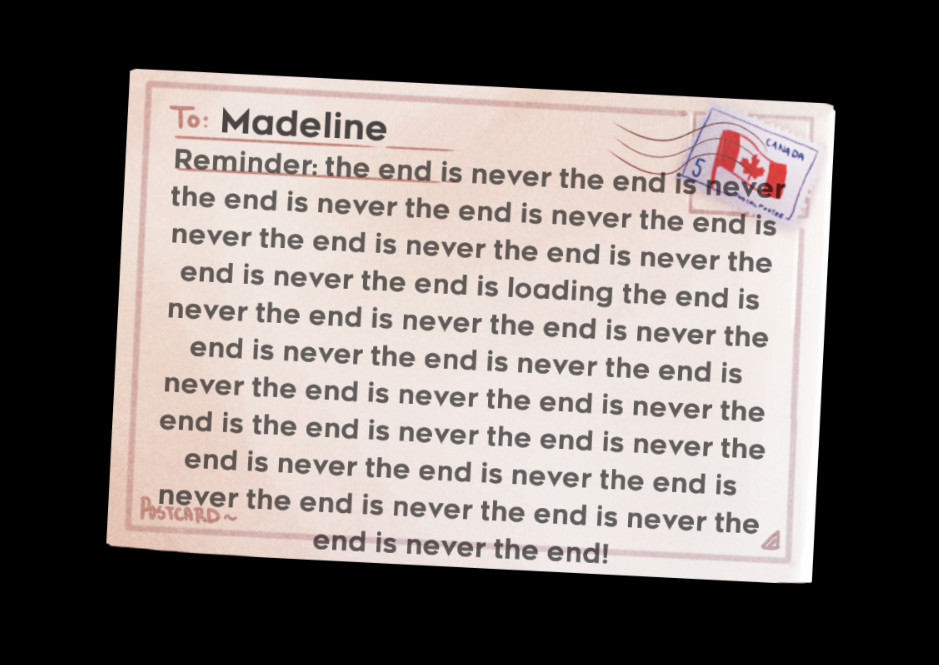 To: Madeline
CANADA
5
Reminder: the end is never the end is never
the end is never the end is never the end is
never the end is never the end is never the
end is never the end is loading the end is
never the end is never the end is never the
end is never the end is never the end is
never the end is never the end is never the
end is the end is never the end is never the
end is never the end is never the end is
never the end is never the end is never the
end is never the end!
POSTCARD~